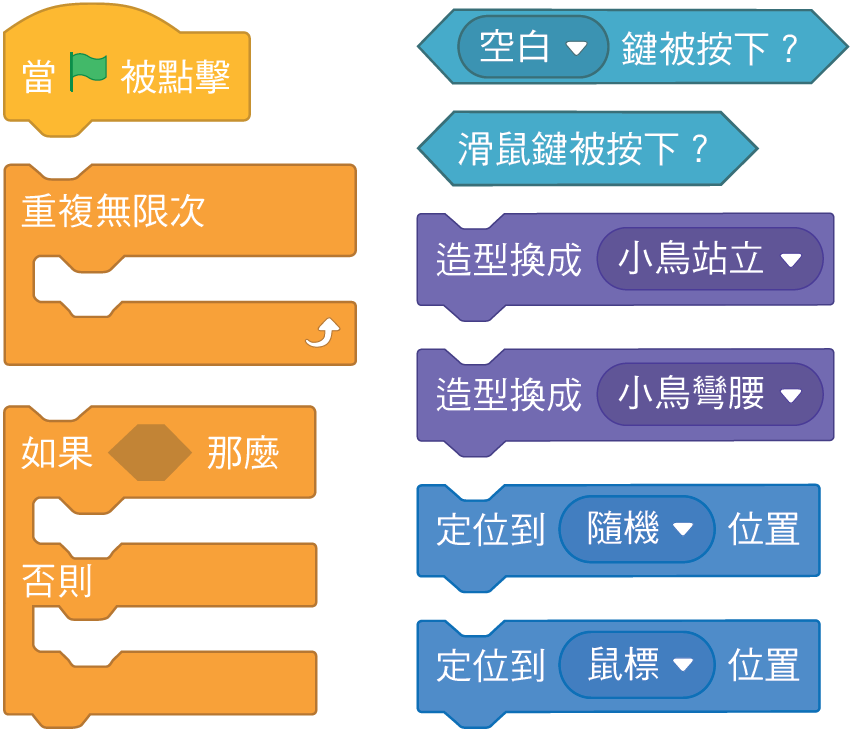 當 被點擊
重複無限次
如果 那麼
否則
空白 鍵被按下？
滑鼠鍵被按下？
造型換成 小鳥站立
造型換成 小鳥彎腰
定位到 隨機 位置
定位到 鼠標 位置